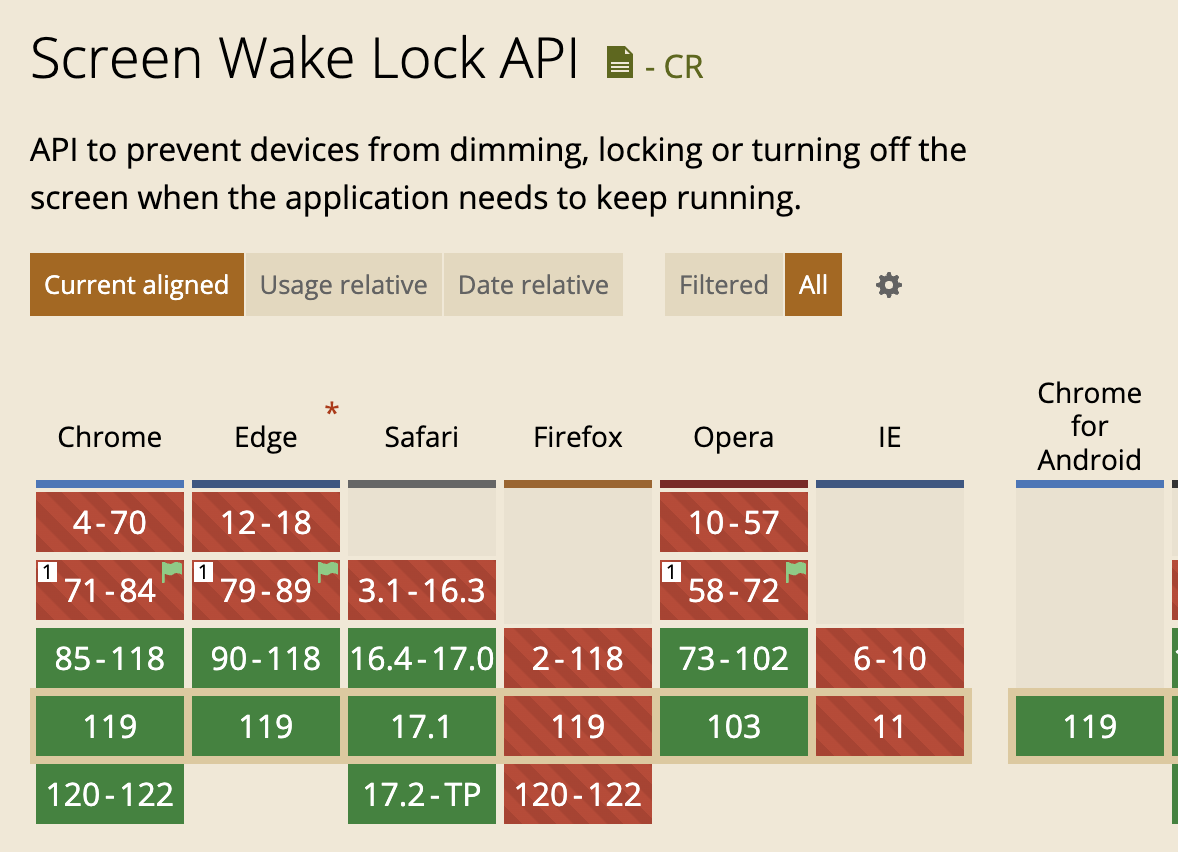 Screen Wake Lock API - CR
API to prevent devices from dimming, locking or turning off the
screen when the application needs to keep running.
Current aligned Usage relative Date relative Filtered All
Chrome Edge * Safari Firefox Opera IE Chrome for Android
4-70 12-18 10-57
1 71-84 1 79-89 3.1-16.3 1 58-72
85-118 90-118 16.4-17.0 2-118 73-102 6-10
119 119 17.1 119 103 11 119
120-122 17.2-TP 120-122